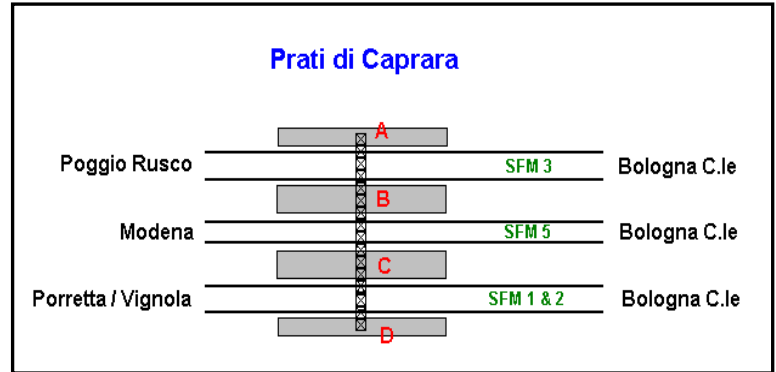 Prati di Caprara
A
Poggio Rusco SFM 3 Bologna C.le
B
Modena SFM 5 Bologna C.le
C
Porretta / Vignola SFM 1 & 2 Bologna C.le
D